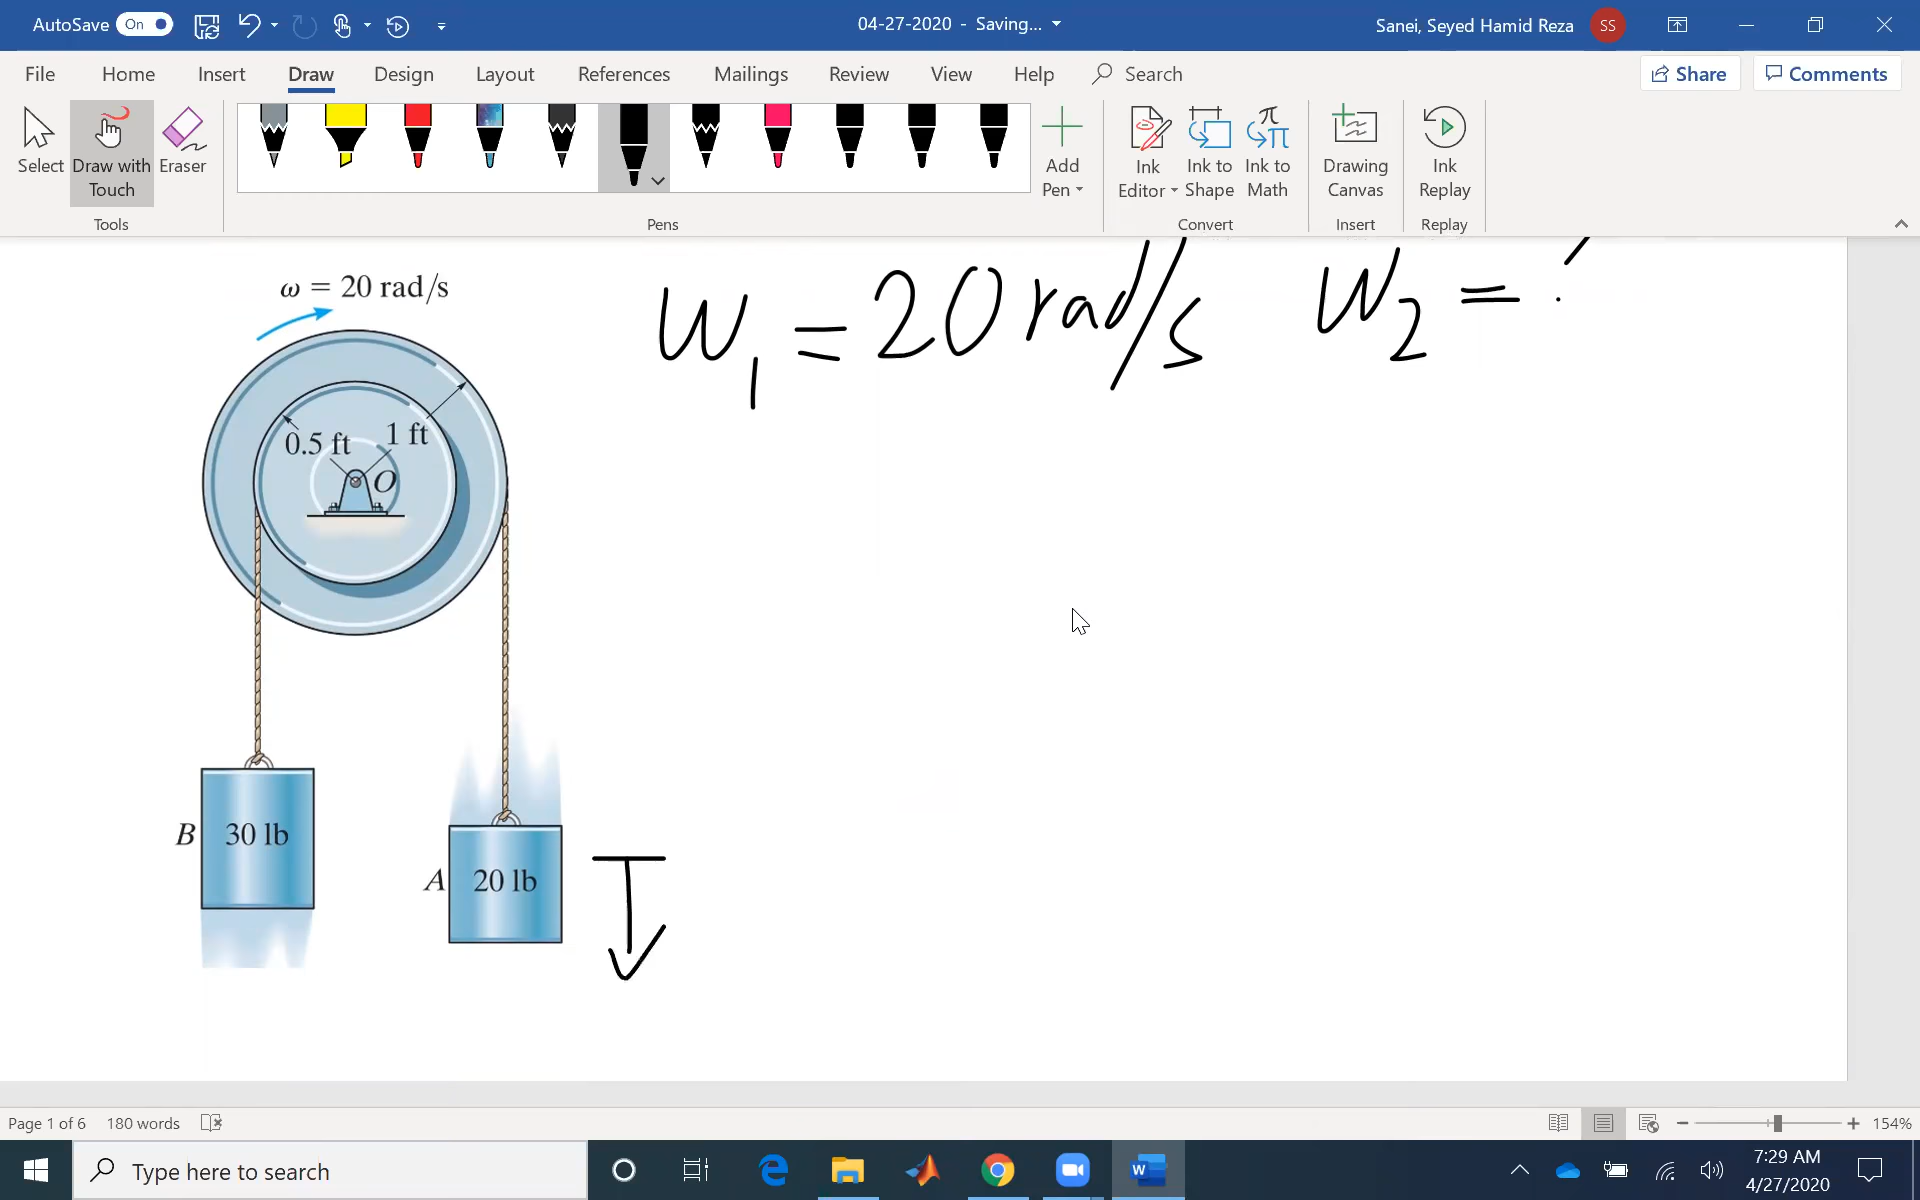 AutoSave On 04-27-2020 - Saving... Sanei, Seyed Hamid Reza SS
File Home Insert Draw Design Layout References Mailings Review View Help Search Share Comments
Select Draw with Touch Eraser Add Pen Ink Editor Ink to Shape Ink to Math Drawing Canvas Ink Replay
Tools Pens Convert Insert Replay
ω = 20 rad/s
W1 = 20 rad/s W2 = ?
0.5 ft 1 ft
O
B 30 lb
A 20 lb
Page 1 of 6 180 words 154%
Type here to search
7:29 AM
4/27/2020